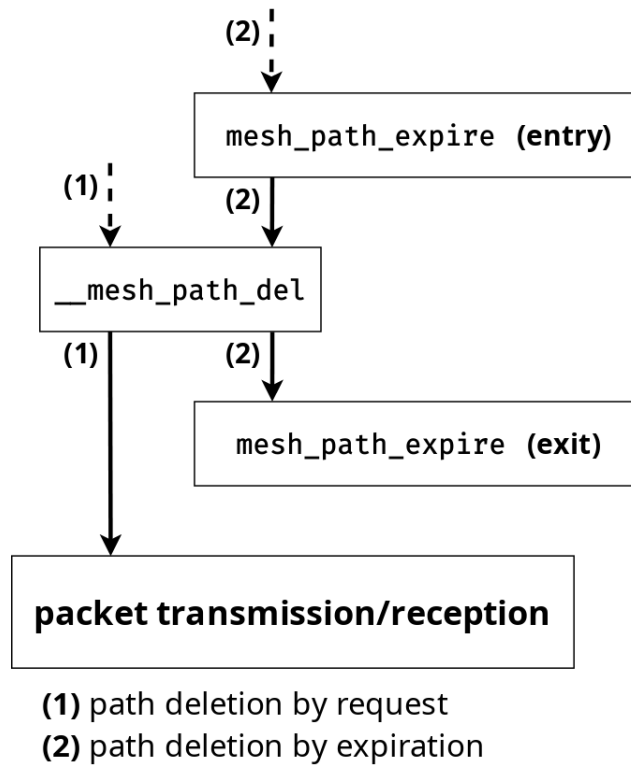 (2)
mesh_path_expire (entry)
(1)
(2)
__mesh_path_del
(1)
(2)
mesh_path_expire (exit)
packet transmission/reception
(1) path deletion by request
(2) path deletion by expiration